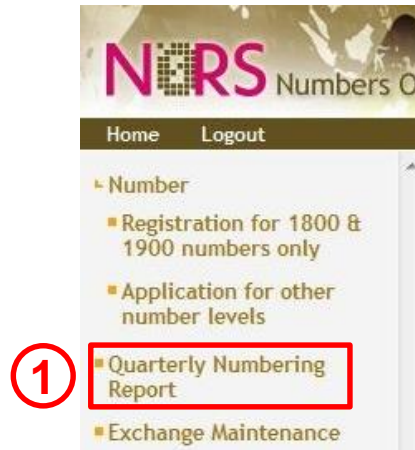 NORS Numbers O
Home Logout
Number
Registration for 1800 &
1900 numbers only
Application for other
number levels
1
Quarterly Numbering
Report
Exchange Maintenance